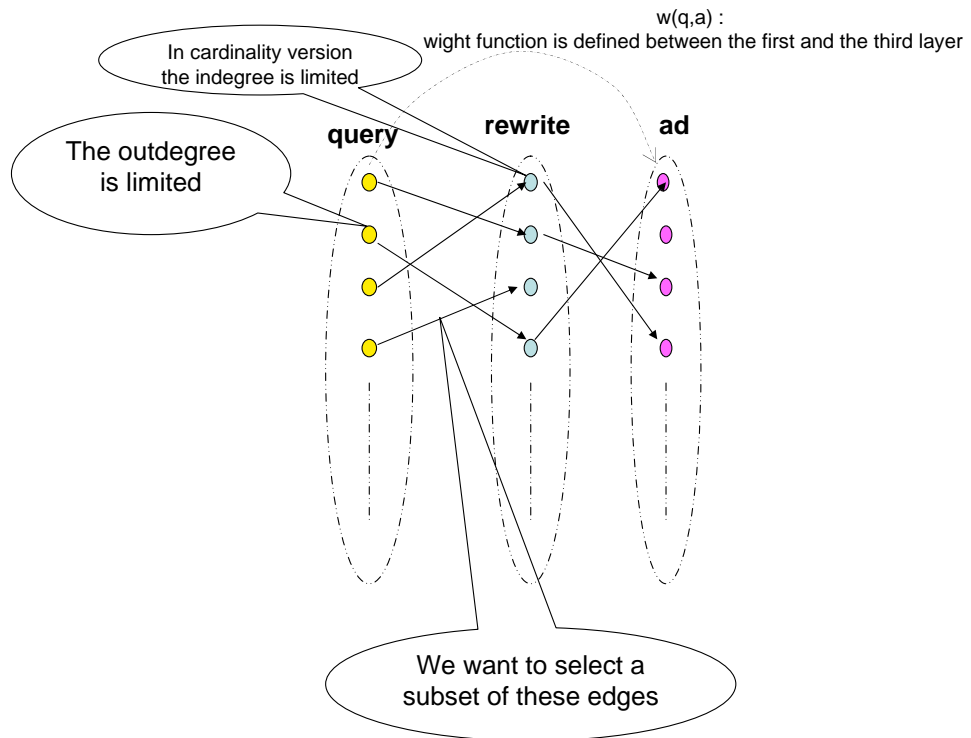 w(q,a) :
wight function is defined between the first and the third layer
In cardinality version
the indegree is limited
query
rewrite
ad
The outdegree
is limited
We want to select a
subset of these edges